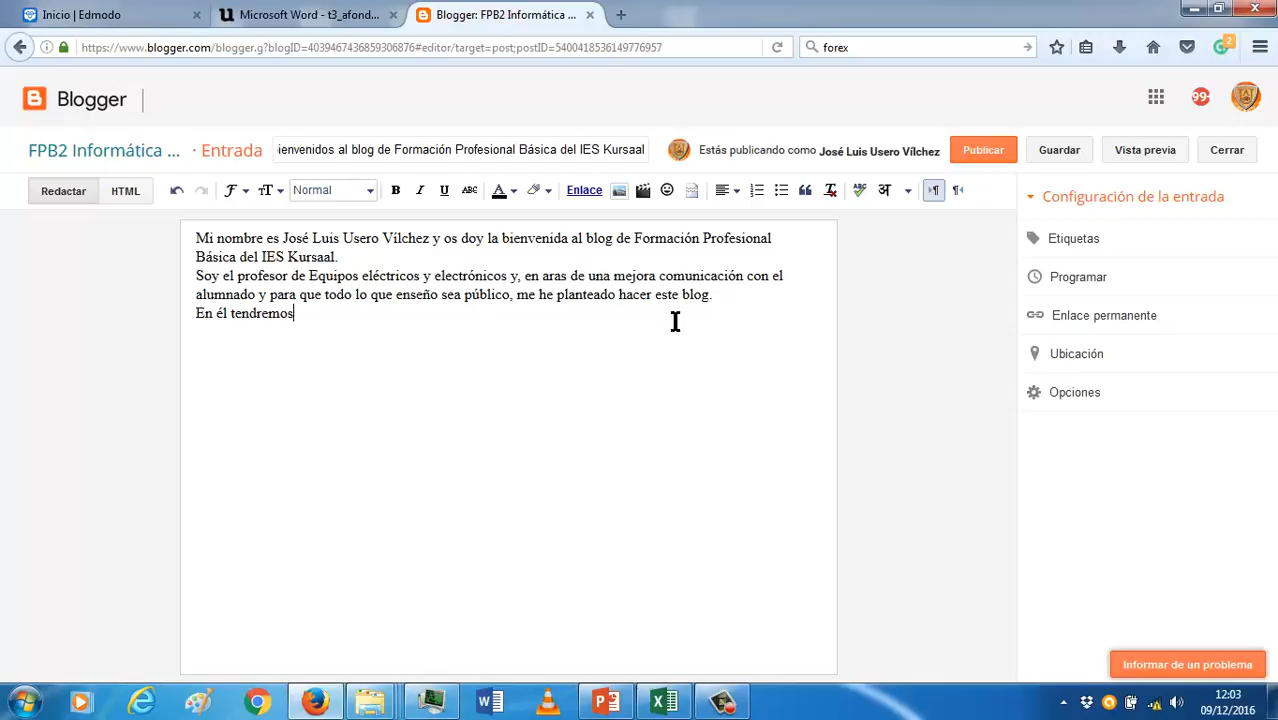 Inicio | Edmodo
Microsoft Word - t3_afond...
Blogger: FPB2 Informática ...
https://www.blogger.com/blogger.g?blogID=4039467436859306876#editor/target=post;postID=5400418536149776957
forex
2
Blogger
99+
FPB2 Informática ... · Entrada
ienvenidos al blog de Formación Profesional Básica del IES Kursaal
Estás publicando como José Luis Usero Vílchez
Publicar
Guardar
Vista previa
Cerrar
Redactar
HTML
Normal
Enlace
Configuración de la entrada
Etiquetas
Programar
Enlace permanente
Ubicación
Opciones
Mi nombre es José Luis Usero Vílchez y os doy la bienvenida al blog de Formación Profesional
Básica del IES Kursaal.
Soy el profesor de Equipos eléctricos y electrónicos y, en aras de una mejora comunicación con el
alumnado y para que todo lo que enseño sea público, me he planteado hacer este blog.
En él tendremos
Informar de un problema
12:03
09/12/2016